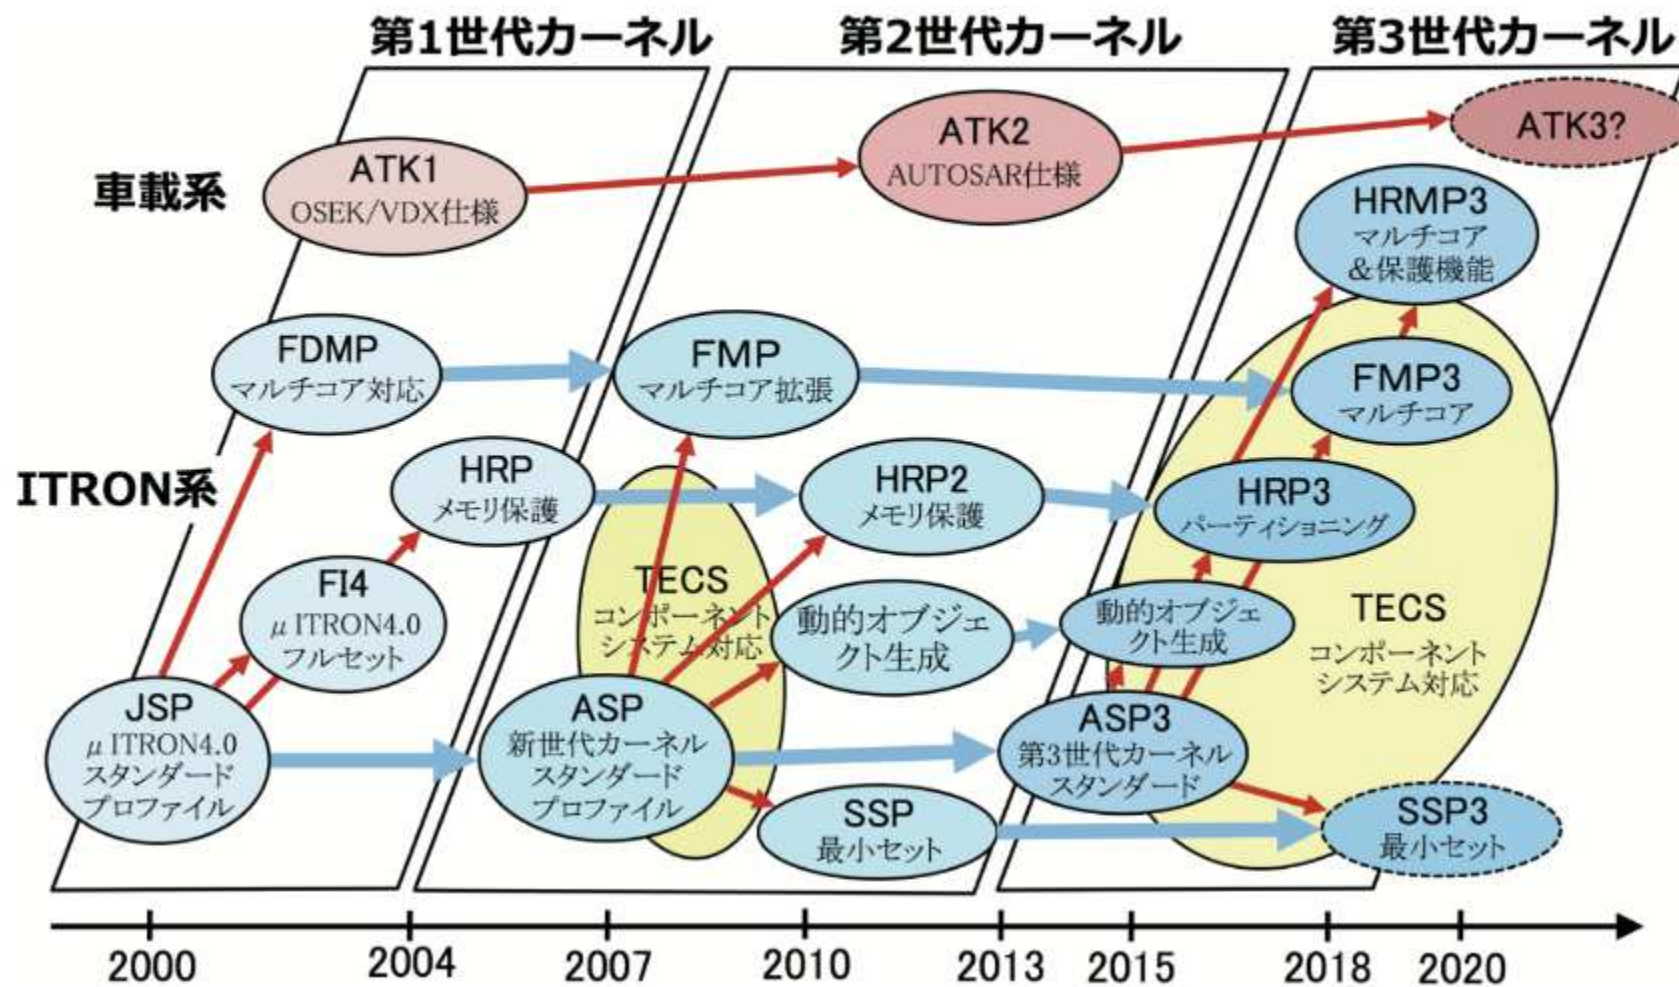 第1世代カーネル
第2世代カーネル
第3世代カーネル
車載系
ATK1
OSEK/VDX仕様
ATK2
AUTOSAR仕様
ATK3?
HRMP3
マルチコア
&保護機能
FDMP
マルチコア対応
FMP
マルチコア拡張
FMP3
マルチコア
ITRON系
HRP
メモリ保護
HRP2
メモリ保護
HRP3
パーティショニング
FI4
μITRON4.0
フルセット
TECS
コンポーネント
システム対応
動的オブジェ
クト生成
動的オブジェ
クト生成
TECS
コンポーネント
システム対応
JSP
μITRON4.0
スタンダード
プロファイル
ASP
新世代カーネル
スタンダード
プロファイル
ASP3
第3世代カーネル
スタンダード
SSP
最小セット
SSP3
最小セット
2000
2004
2007
2010
2013
2015
2018
2020